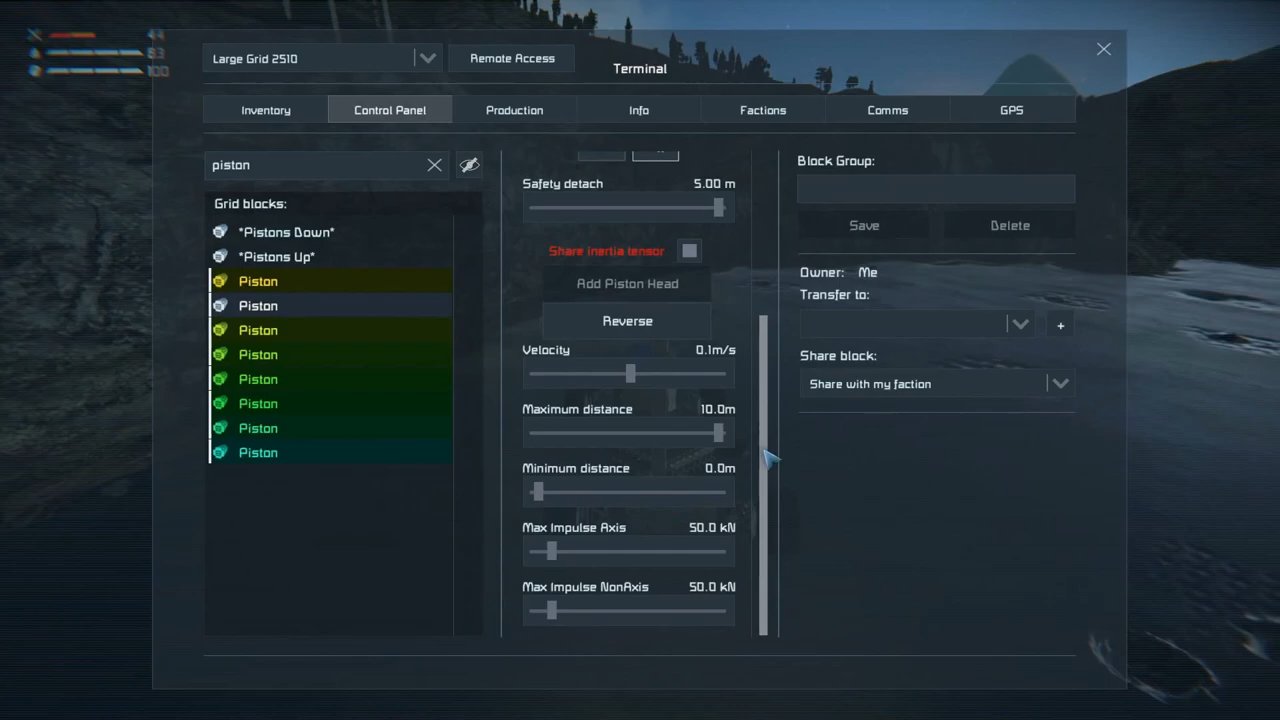 44
83
100
Large Grid 2510
Remote Access
Terminal
Inventory
Control Panel
Production
Info
Factions
Comms
GPS
piston
Grid blocks:
*Pistons Down*
*Pistons Up*
Piston
Piston
Piston
Piston
Piston
Piston
Piston
Piston
Safety detach 5.00 m
Share inertia tensor
Add Piston Head
Reverse
Velocity 0.1m/s
Maximum distance 10.0m
Minimum distance 0.0m
Max Impulse Axis 50.0 kN
Max Impulse NonAxis 50.0 kN
Block Group:
Save
Delete
Owner: Me
Transfer to:
+
Share block:
Share with my faction